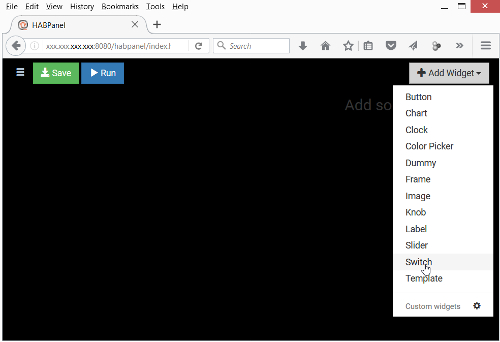 File Edit View History Bookmarks Tools Help
HABPanel
xxx.xxx.xxx.xxx:8080/habpanel/index.h
Search
Save Run Add Widget
Add so
Button
Chart
Clock
Color Picker
Dummy
Frame
Image
Knob
Label
Slider
Switch
Template
Custom widgets